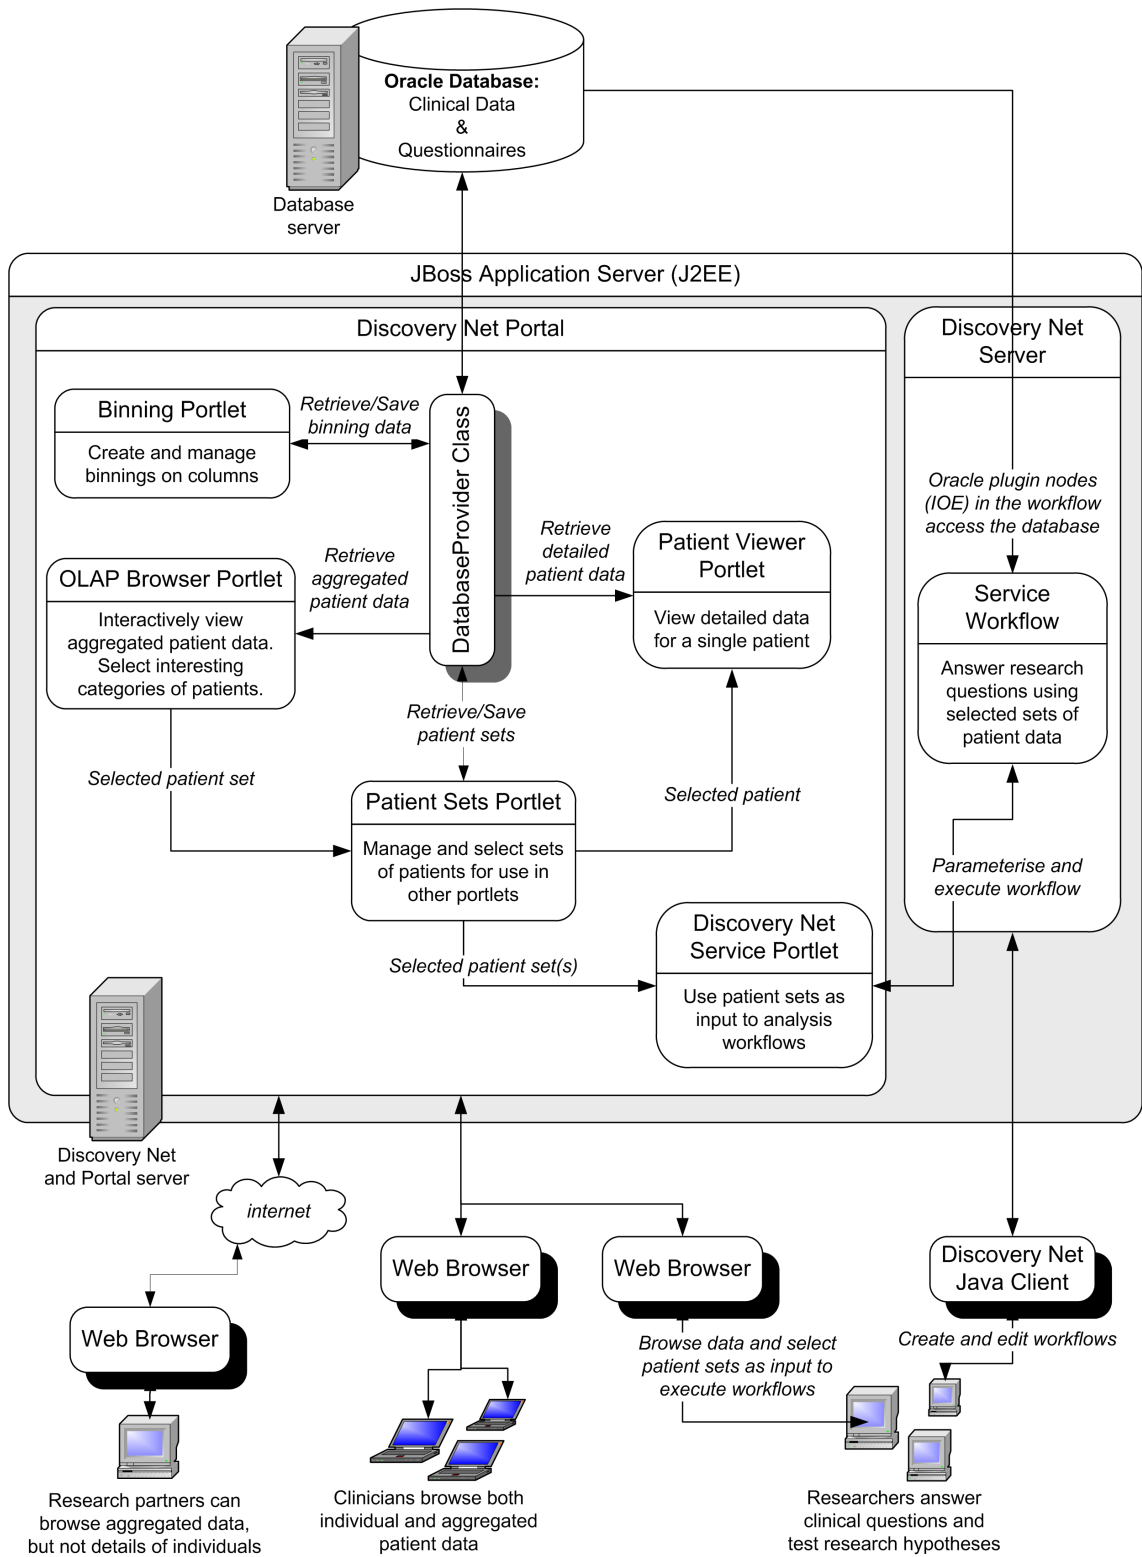 Oracle Database:
Clinical Data
&
Questionnaires
Database
server
JBoss Application Server (J2EE)
Discovery Net Portal
Discovery Net
Server
Binning Portlet
Create and manage
binnings on columns
Retrieve/Save
binning data
DatabaseProvider Class
Oracle plugin nodes
(IOE) in the workflow
access the database
Retrieve
detailed
patient data
Patient Viewer
Portlet
View detailed data
for a single patient
Retrieve
aggregated
patient data
OLAP Browser Portlet
Interactively view
aggregated patient data.
Select interesting
categories of patients.
Service
Workflow
Answer research
questions using
selected sets of
patient data
Retrieve/Save
patient sets
Selected patient set
Patient Sets Portlet
Manage and select sets
of patients for use in
other portlets
Selected patient
Parameterise and
execute workflow
Discovery Net
Service Portlet
Use patient sets as
input to analysis
workflows
Selected patient set(s)
Discovery Net
and Portal server
internet
Web Browser
Web Browser
Web Browser
Discovery Net
Java Client
Browse data and select
patient sets as input to
execute workflows
Create and edit workflows
Research partners can
browse aggregated data,
but not details of individuals
Clinicians browse both
individual and aggregated
patient data
Researchers answer
clinical questions and
test research hypotheses